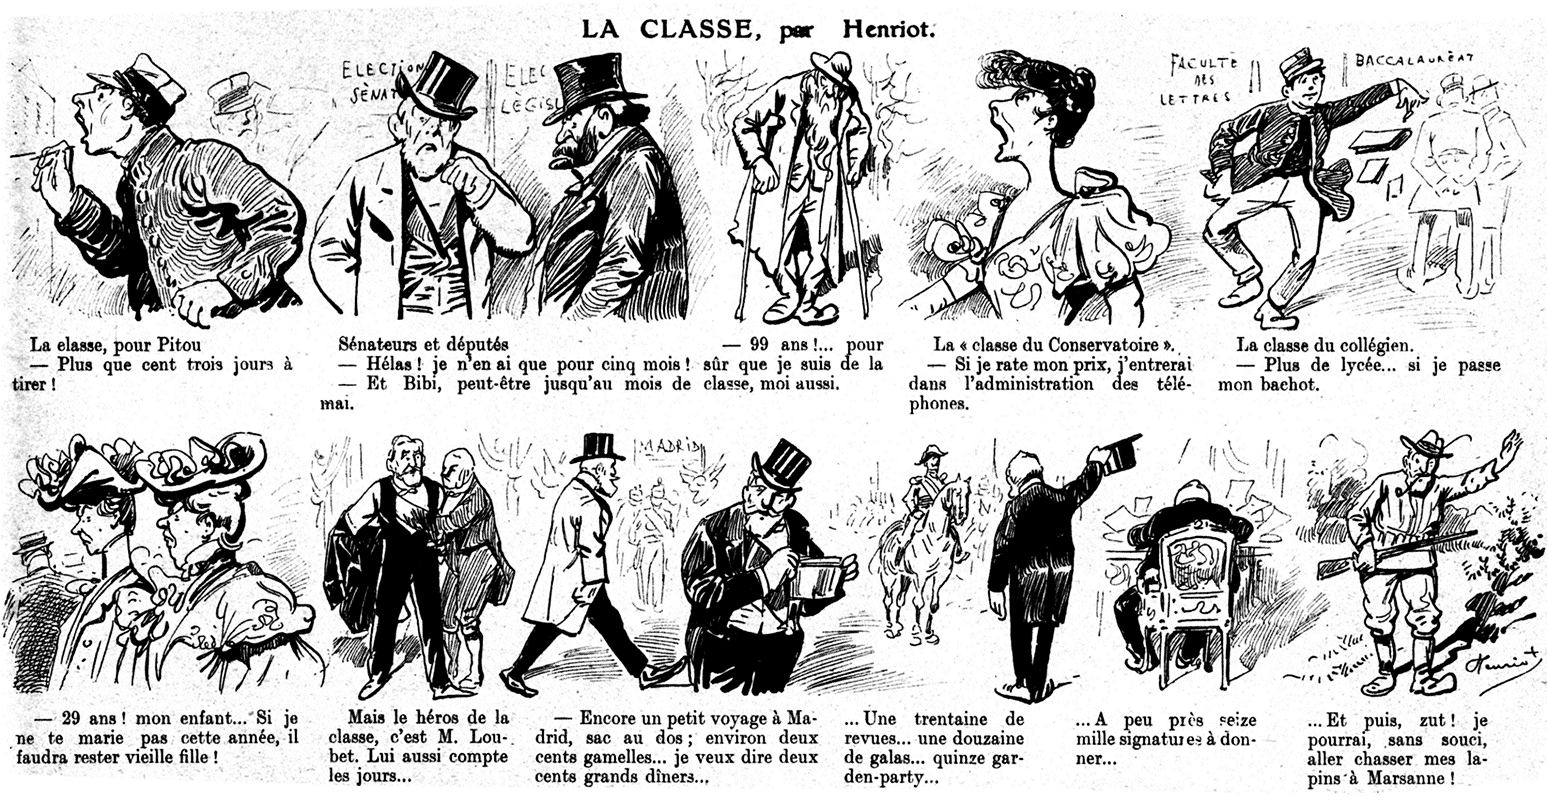 LA CLASSE, par Henriot.
ELECTION
SÉNAT
ELEC
LÉGISL
FACULTÉ
DES
LETTRES
BACCALAURÉAT
La elasse, pour Pitou
— Plus que cent trois jours à
tirer !
Sénateurs et députés
— Hélas ! je n'en ai que pour cinq mois !
— Et Bibi, peut-être jusqu'au mois de
mai.
— 99 ans !... pour
sûr que je suis de la
classe, moi aussi.
La « classe du Conservatoire ».
— Si je rate mon prix, j'entrerai
dans l'administration des télé-
phones.
La classe du collégien.
— Plus de lycée... si je passe
mon bachot.
MADRID
— 29 ans ! mon enfant... Si je
ne te marie pas cette année, il
faudra rester vieille fille !
Mais le héros de la
classe, c'est M. Lou-
bet. Lui aussi compte
les jours...
— Encore un petit voyage à Ma-
drid, sac au dos ; environ deux
cents gamelles... je veux dire deux
cents grands dîners...
...Une trentaine de
revues... une douzaine
de galas... quinze gar-
den-party...
...A peu près seize
mille signatures à don-
ner...
...Et puis, zut ! je
pourrai, sans souci,
aller chasser mes la-
pins à Marsanne !
Henriot